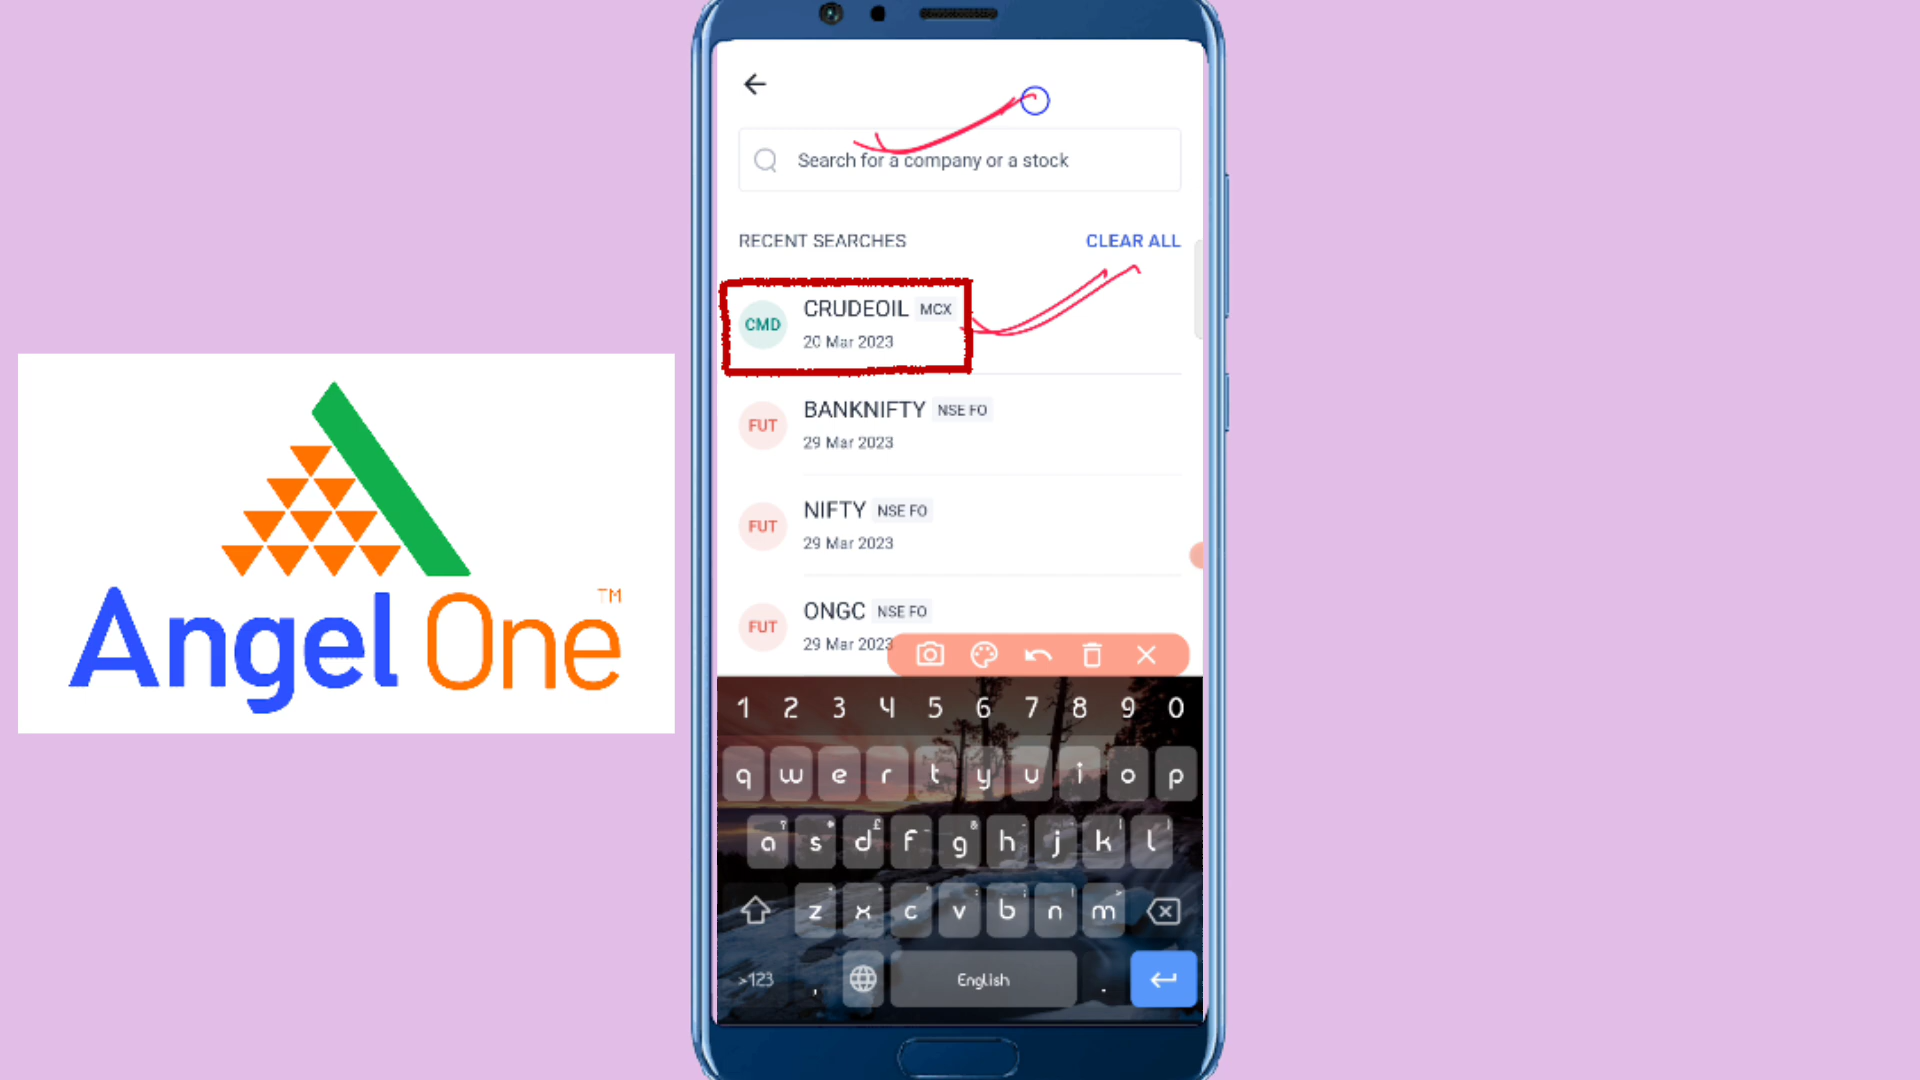 Angel One
TM
Search for a company or a stock
RECENT SEARCHES
CLEAR ALL
CMD
CRUDEOIL MCX
20 Mar 2023
FUT
BANKNIFTY NSE FO
29 Mar 2023
FUT
NIFTY NSE FO
29 Mar 2023
FUT
ONGC NSE FO
29 Mar 2023
1 2 3 4 5 6 7 8 9 0
q w e r t y u i o p
a s d f g h j k l
z x c v b n m
>123 , English .